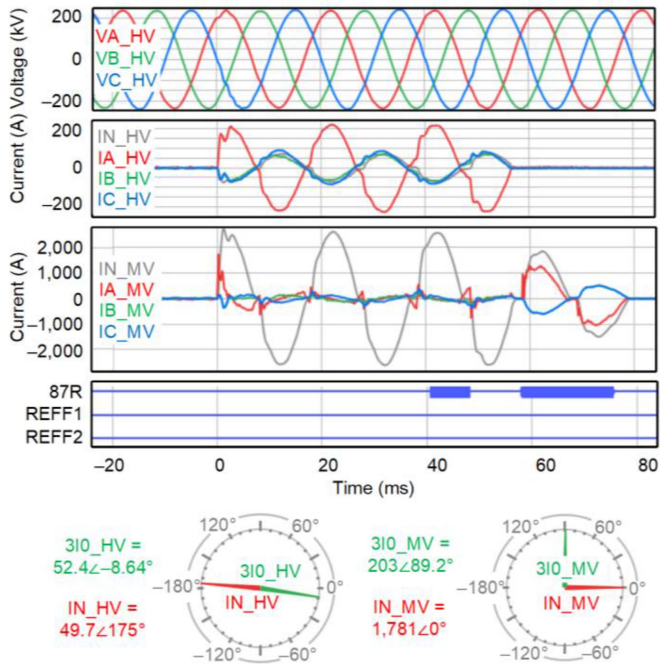 Current (A) Voltage (kV)
200
0
–200
VA_HV
VB_HV
VC_HV
200
0
–200
IN_HV
IA_HV
IB_HV
IC_HV
Current (A)
2,000
1,000
0
–1,000
–2,000
IN_MV
IA_MV
IB_MV
IC_MV
87R
REFF1
REFF2
–20 0 20 40 60 80
Time (ms)
3I0_HV =
52.4∠–8.64°
IN_HV =
49.7∠175°
120° 60°
–180° 0°
3I0_HV
IN_HV
–120° –60°
3I0_MV =
203∠89.2°
IN_MV =
1,781∠0°
120° 60°
–180° 0°
3I0_MV
IN_MV
–120° –60°